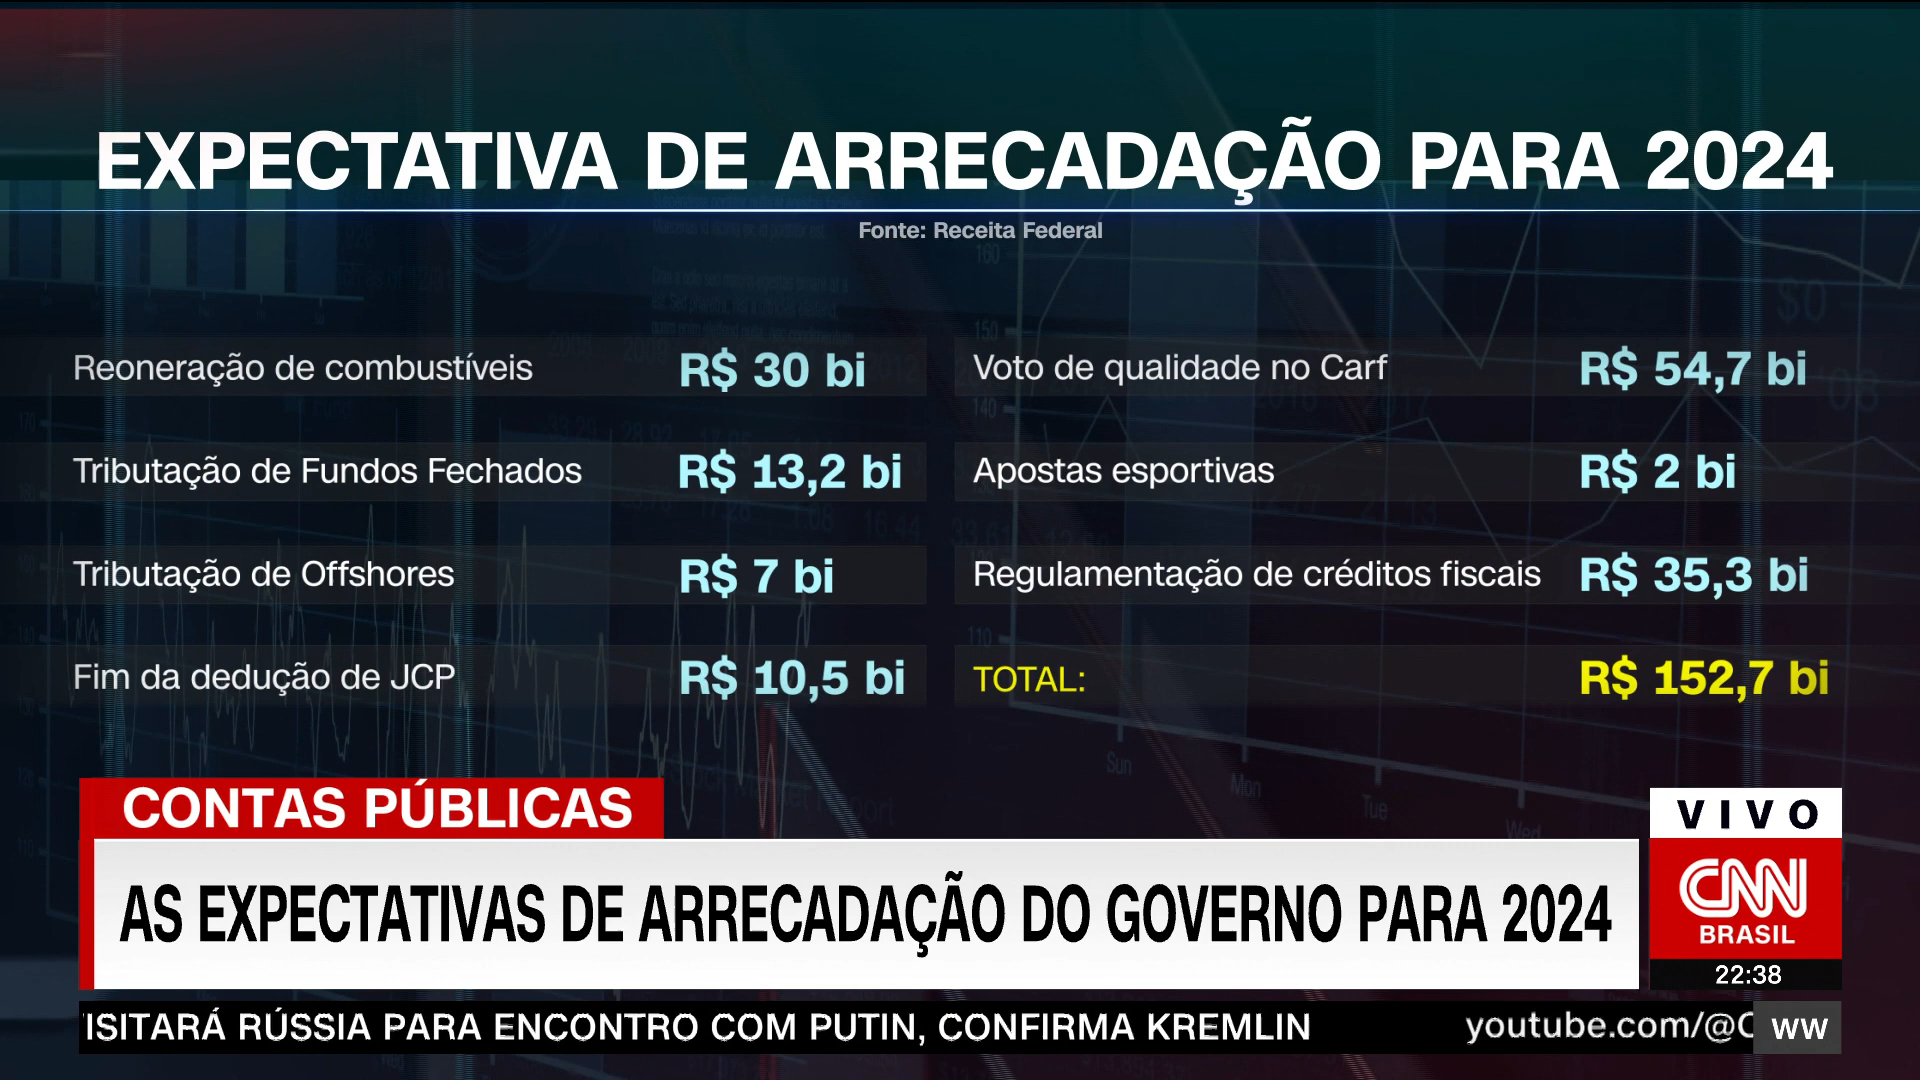 EXPECTATIVA DE ARRECADAÇÃO PARA 2024
Fonte: Receita Federal
Reoneração de combustíveis R$ 30 bi
Tributação de Fundos Fechados R$ 13,2 bi
Tributação de Offshores R$ 7 bi
Fim da dedução de JCP R$ 10,5 bi
Voto de qualidade no Carf R$ 54,7 bi
Apostas esportivas R$ 2 bi
Regulamentação de créditos fiscais R$ 35,3 bi
TOTAL: R$ 152,7 bi
CONTAS PÚBLICAS
AS EXPECTATIVAS DE ARRECADAÇÃO DO GOVERNO PARA 2024
VIVO
CNN
BRASIL
22:38
ISITARÁ RÚSSIA PARA ENCONTRO COM PUTIN, CONFIRMA KREMLIN youtube.com/@C
WW